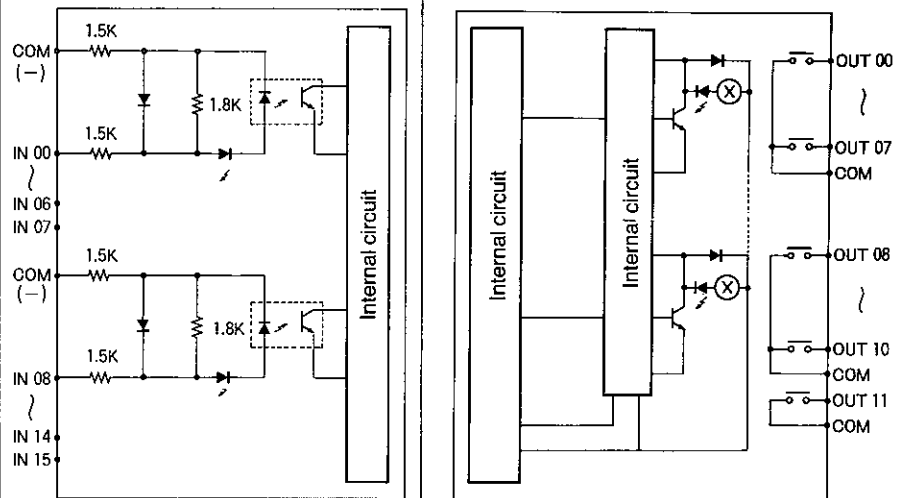 1.5K
COM
(−)
1.8K
1.5K
IN 00
IN 06
IN 07
1.5K
COM
(−)
1.8K
1.5K
IN 08
IN 14
IN 15
Internal circuit
Internal circuit
Internal circuit
X
X
OUT 00
OUT 07
COM
OUT 08
OUT 10
COM
OUT 11
COM